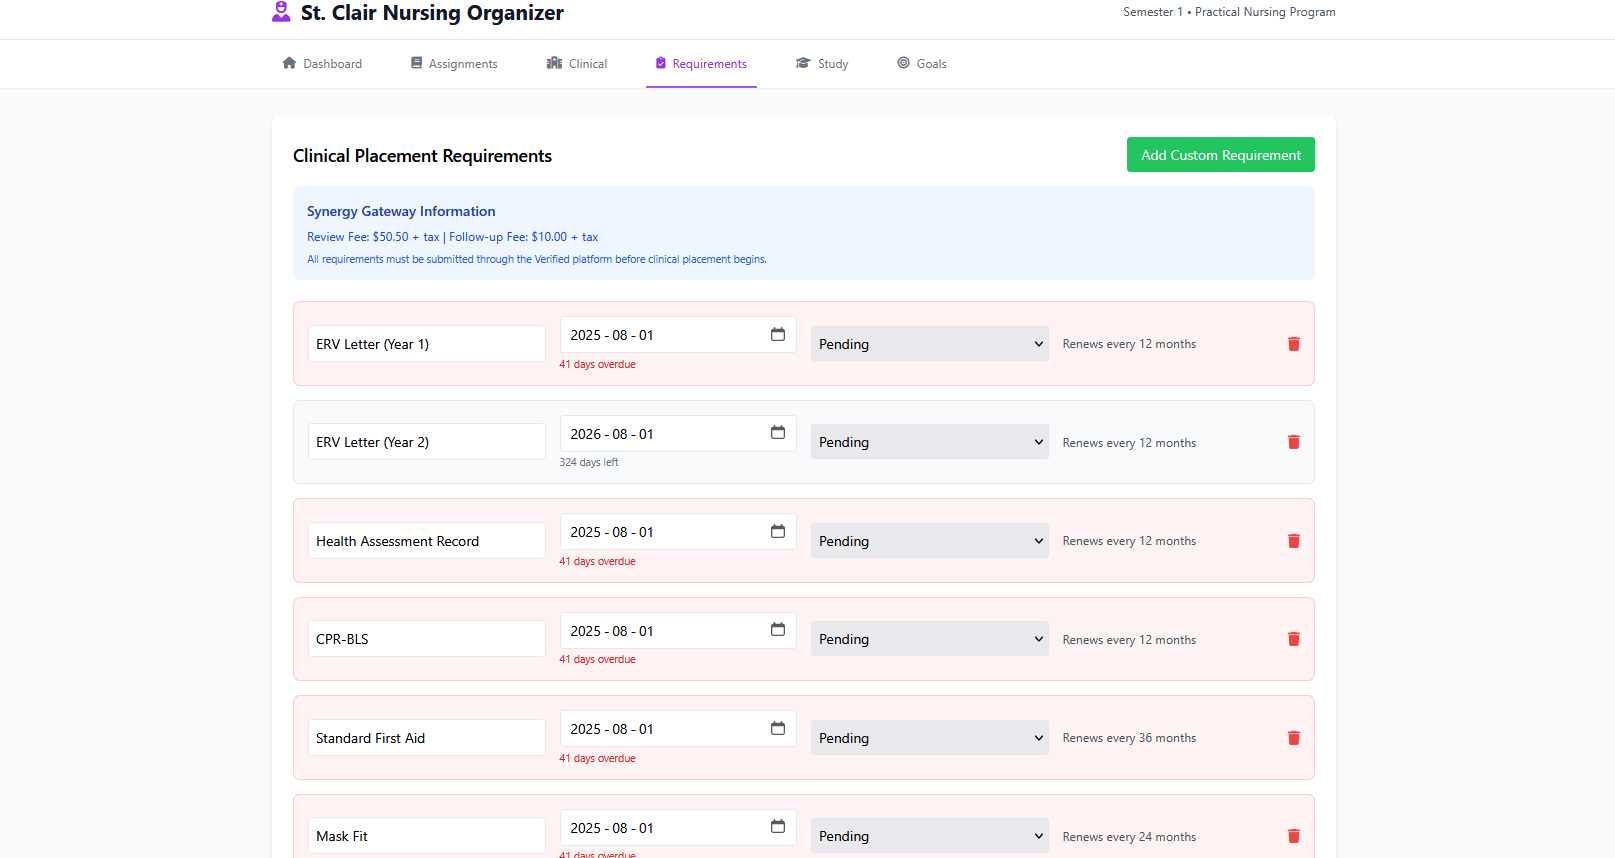 St. Clair Nursing Organizer
Semester 1 • Practical Nursing Program
Dashboard
Assignments
Clinical
Requirements
Study
Goals
Clinical Placement Requirements
Add Custom Requirement
Synergy Gateway Information
Review Fee: $50.50 + tax | Follow-up Fee: $10.00 + tax
All requirements must be submitted through the Verified platform before clinical placement begins.
ERV Letter (Year 1)
2025 - 08 - 01
41 days overdue
Pending
Renews every 12 months
ERV Letter (Year 2)
2026 - 08 - 01
324 days left
Pending
Renews every 12 months
Health Assessment Record
2025 - 08 - 01
41 days overdue
Pending
Renews every 12 months
CPR-BLS
2025 - 08 - 01
41 days overdue
Pending
Renews every 12 months
Standard First Aid
2025 - 08 - 01
41 days overdue
Pending
Renews every 36 months
Mask Fit
2025 - 08 - 01
41 days overdue
Pending
Renews every 24 months